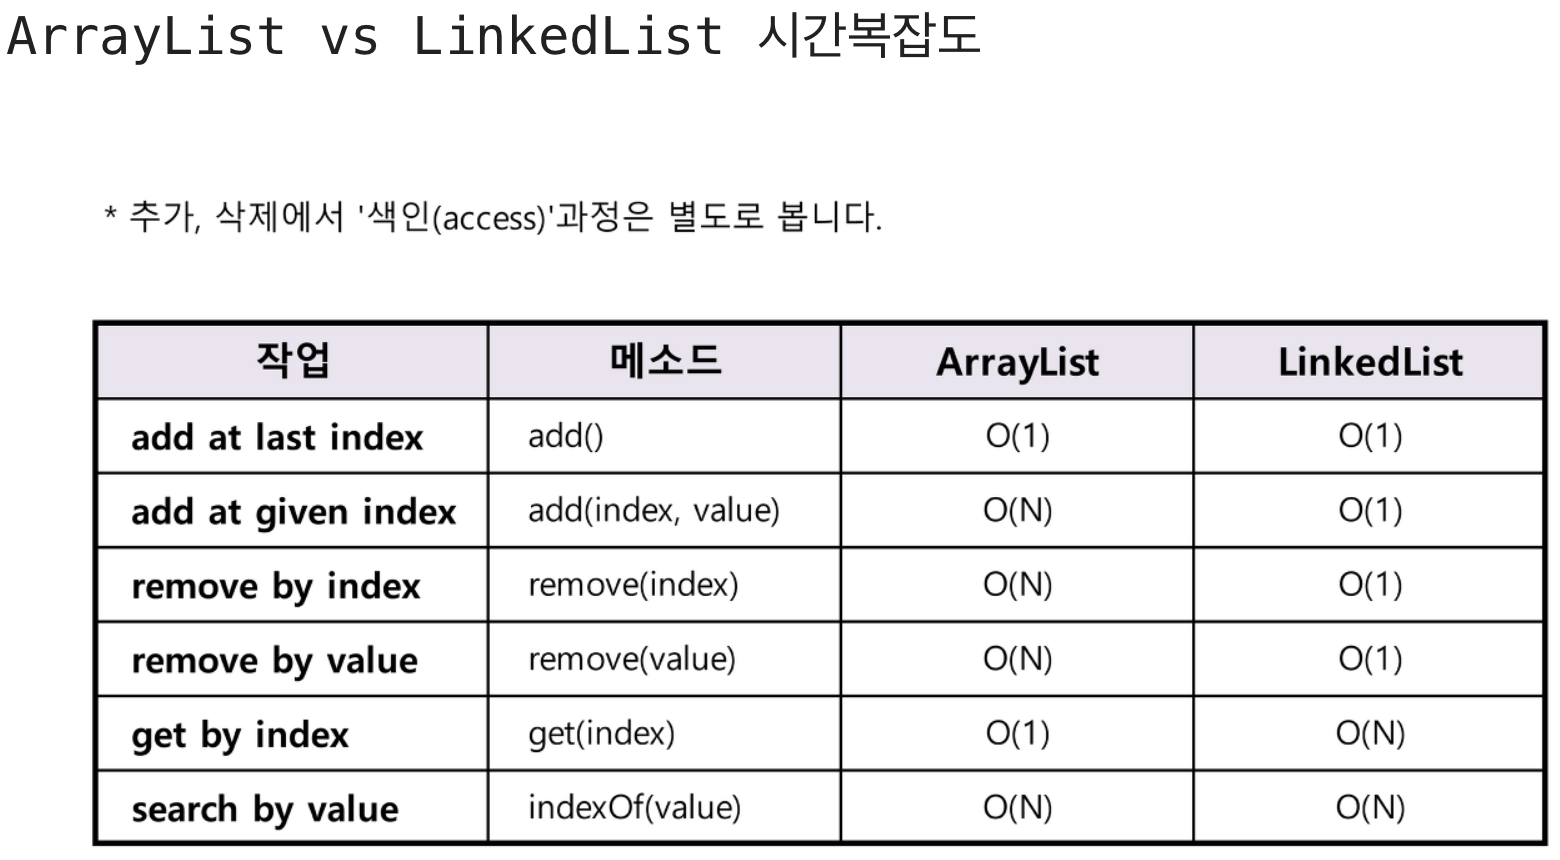 ArrayList vs LinkedList 시간복잡도
* 추가, 삭제에서 '색인(access)'과정은 별도로 봅니다.
작업 메소드 ArrayList LinkedList
add at last index add() O(1) O(1)
add at given index add(index, value) O(N) O(1)
remove by index remove(index) O(N) O(1)
remove by value remove(value) O(N) O(1)
get by index get(index) O(1) O(N)
search by value indexOf(value) O(N) O(N)